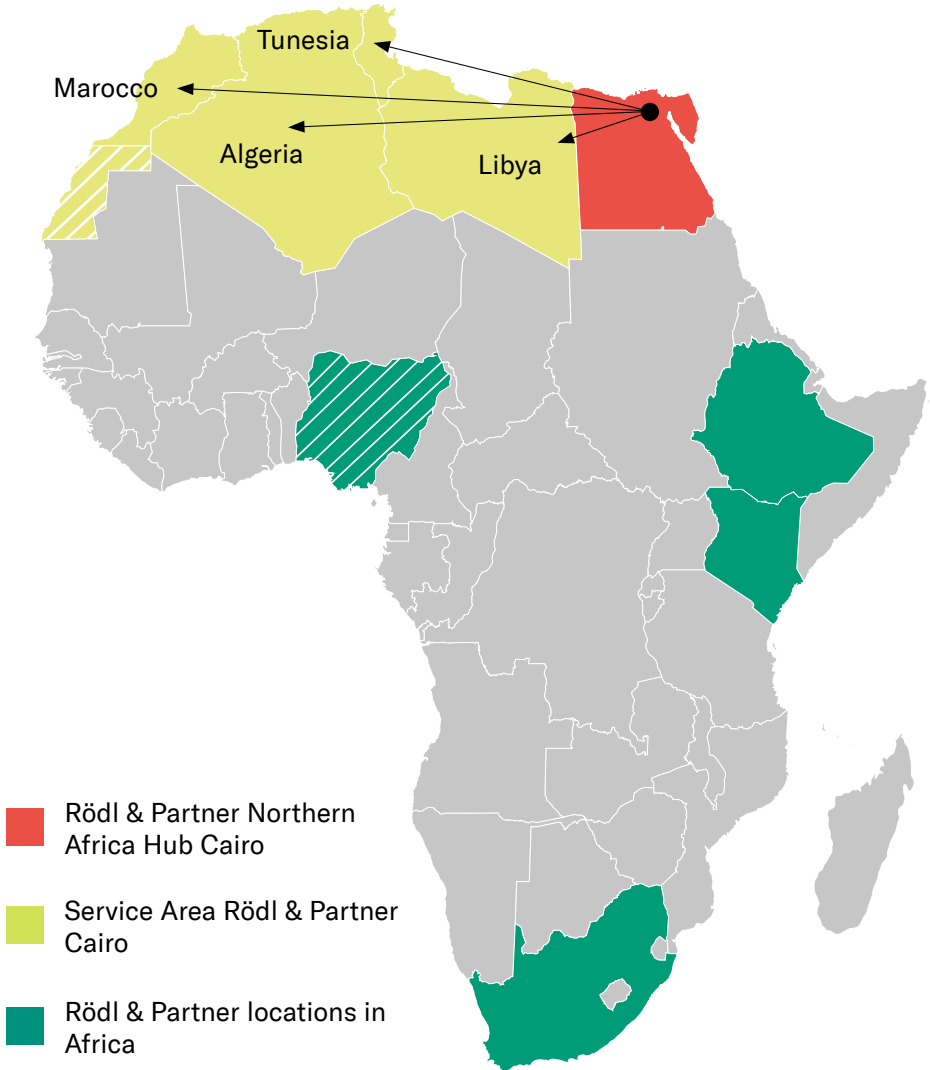 Tunesia
Marocco
Algeria
Libya
Rödl & Partner Northern
Africa Hub Cairo
Service Area Rödl & Partner
Cairo
Rödl & Partner locations in
Africa